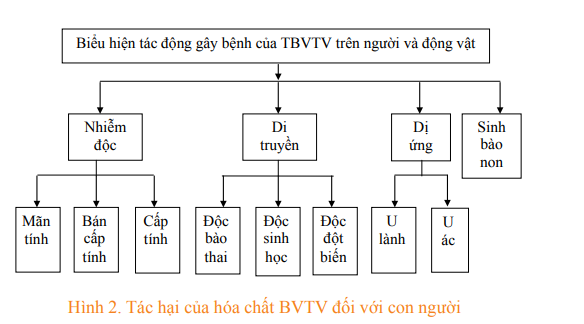 Biểu hiện tác động gây bệnh của TBVTV trên người và động vật
Nhiễm
độc
Di
truyền
Dị
ứng
Sinh
bào
non
Mãn
tính
Bán
cấp
tính
Cấp
tính
Độc
bào
thai
Độc
sinh
học
Độc
đột
biến
U
lành
U
ác
Hình 2. Tác hại của hóa chất BVTV đối với con người